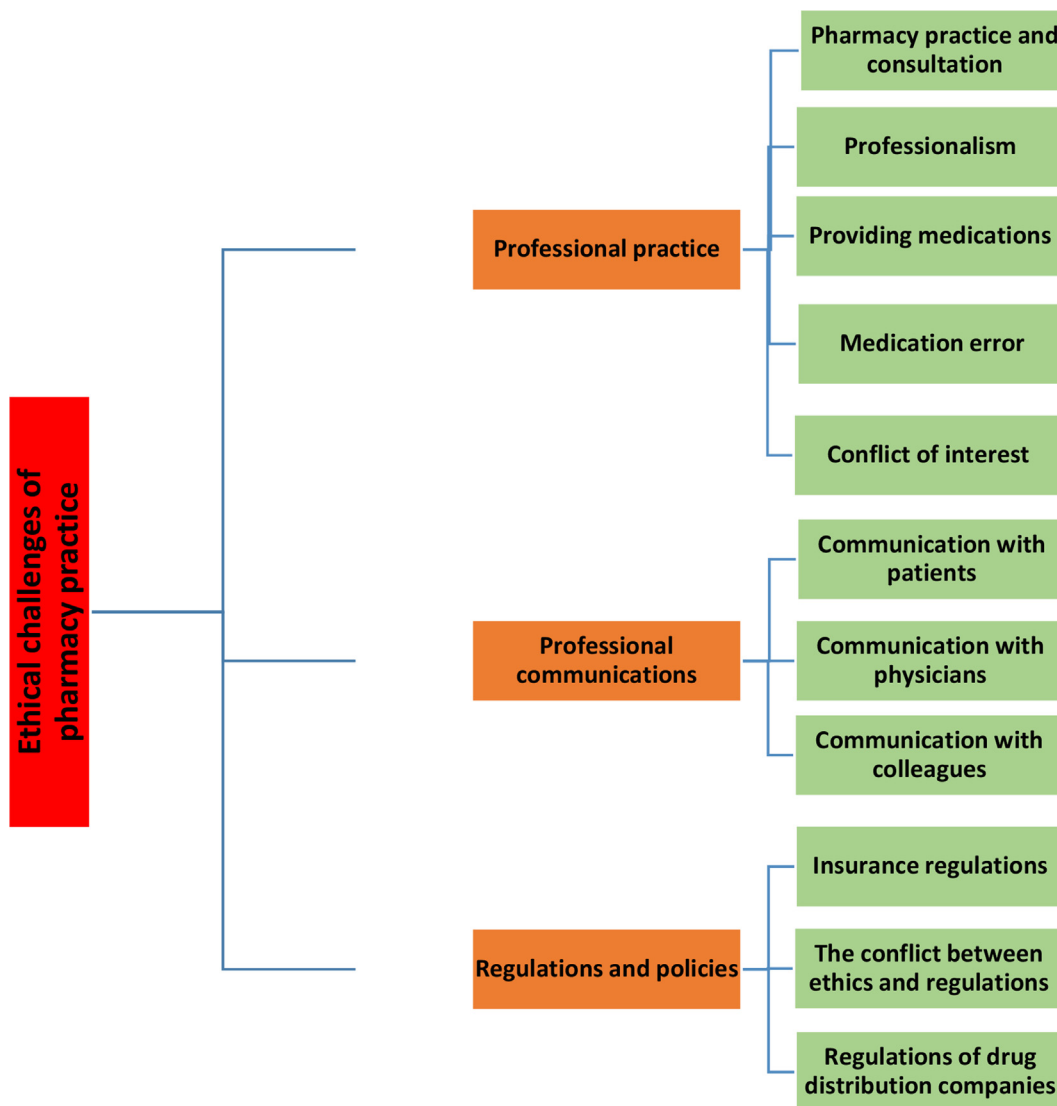 Ethical challenges of
pharmacy practice
Professional practice
Pharmacy practice and
consultation
Professionalism
Providing medications
Medication error
Conflict of interest
Professional
communications
Communication with
patients
Communication with
physicians
Communication with
colleagues
Regulations and policies
Insurance regulations
The conflict between
ethics and regulations
Regulations of drug
distribution companies